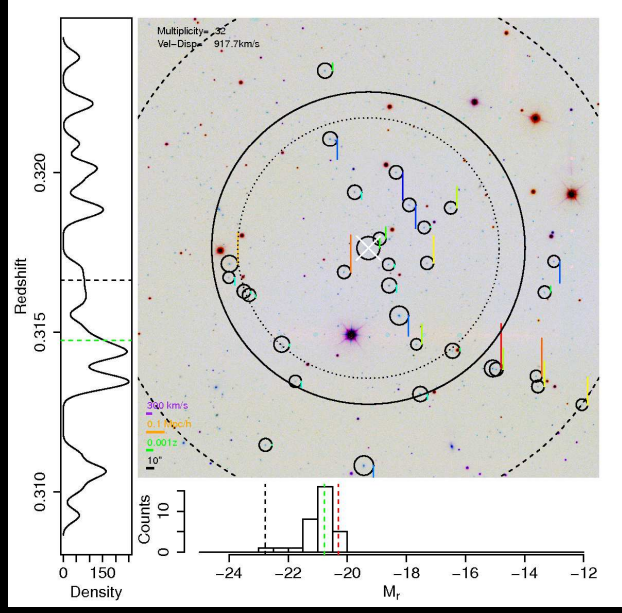 Multiplicity= 32
Vel−Disp= 917.7km/s
0.320
0.315
0.310
Redshift
300 km/s
0.1 Mpc/h
0.001z
10"
0 150
Density
Counts
10
0
−24 −22 −20 −18 −16 −14 −12
Mr